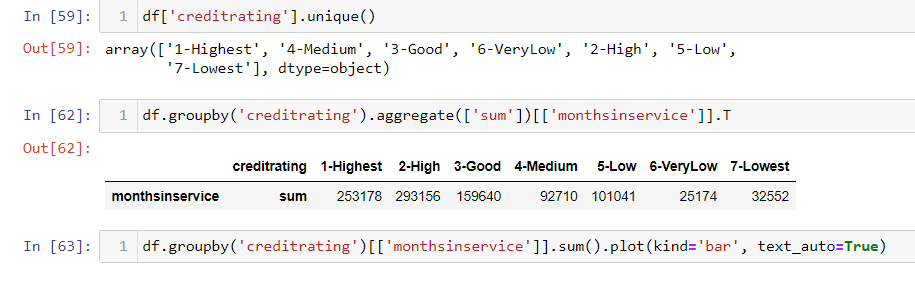 In [59]: 1 df['creditrating'].unique()
Out[59]: array(['1-Highest', '4-Medium', '3-Good', '6-VeryLow', '2-High', '5-Low',
'7-Lowest'], dtype=object)
In [62]: 1 df.groupby('creditrating').aggregate(['sum'])[['monthsinservice']].T
Out[62]:
creditrating 1-Highest 2-High 3-Good 4-Medium 5-Low 6-VeryLow 7-Lowest
monthsinservice sum 253178 293156 159640 92710 101041 25174 32552
In [63]: 1 df.groupby('creditrating')[['monthsinservice']].sum().plot(kind='bar', text_auto=True)